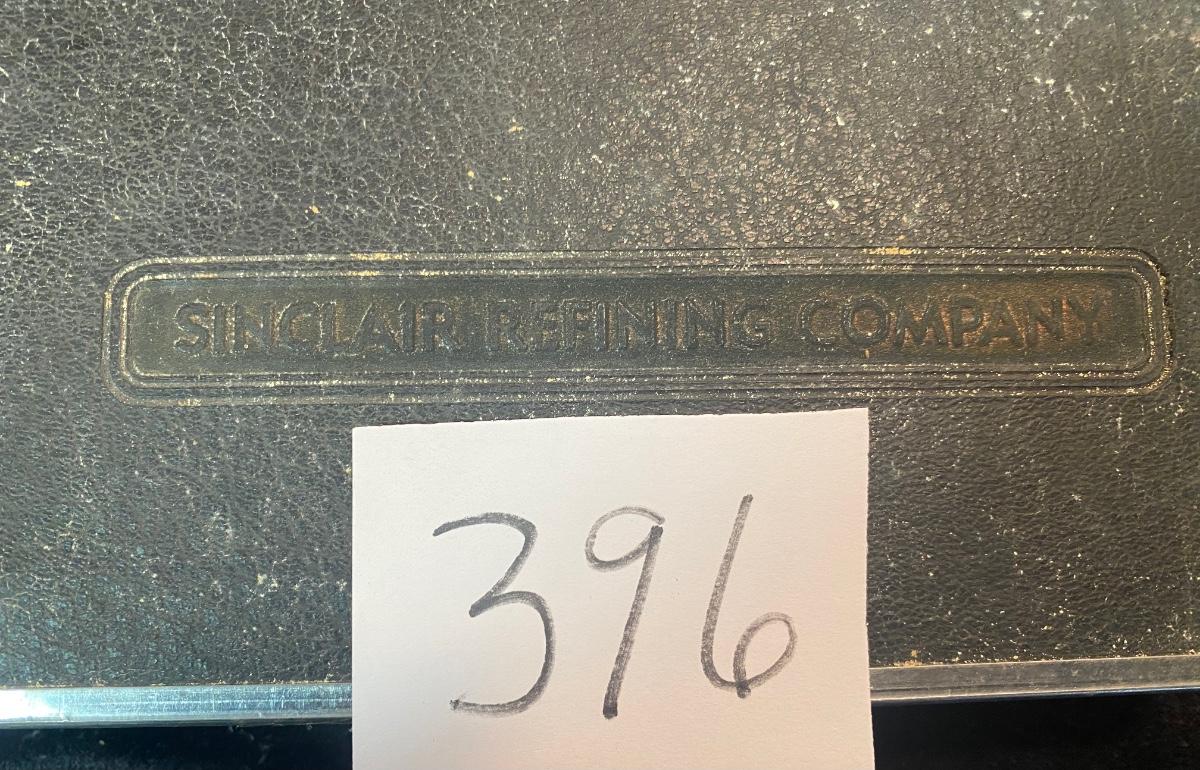 SINCLAIR REFINING COMPANY
396